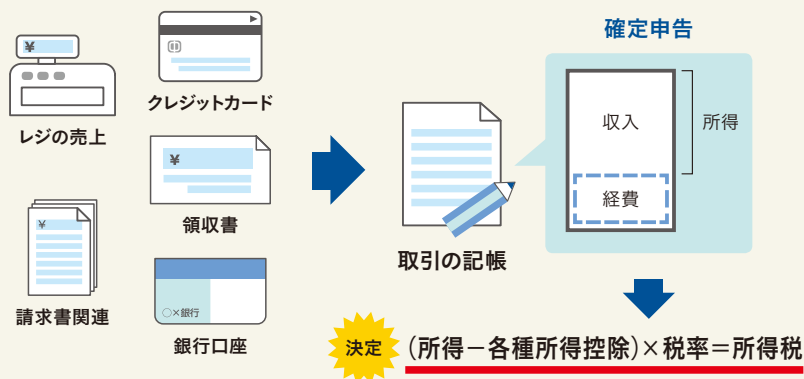 ¥
レジの売上
クレジットカード
¥
領収書
¥
請求書関連
○×銀行
銀行口座
取引の記帳
確定申告
収入
所得
経費
決定
(所得－各種所得控除)×税率＝所得税